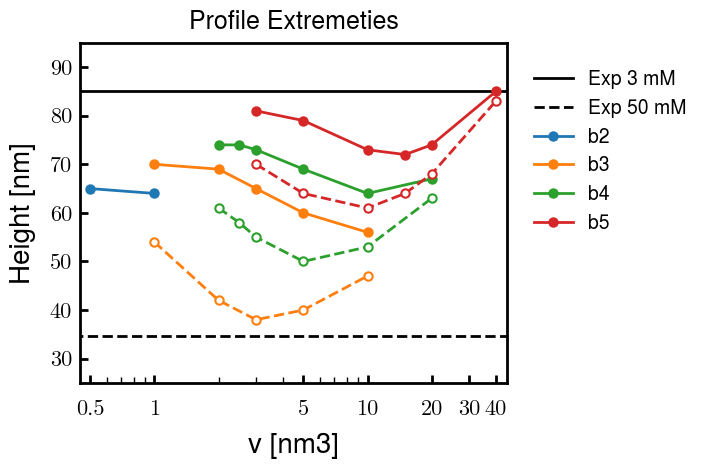 Profile Extremeties
Height [nm]
90
80
70
60
50
40
30
0.5 1 5 10 20 30 40
v [nm3]
Exp 3 mM
Exp 50 mM
b2
b3
b4
b5